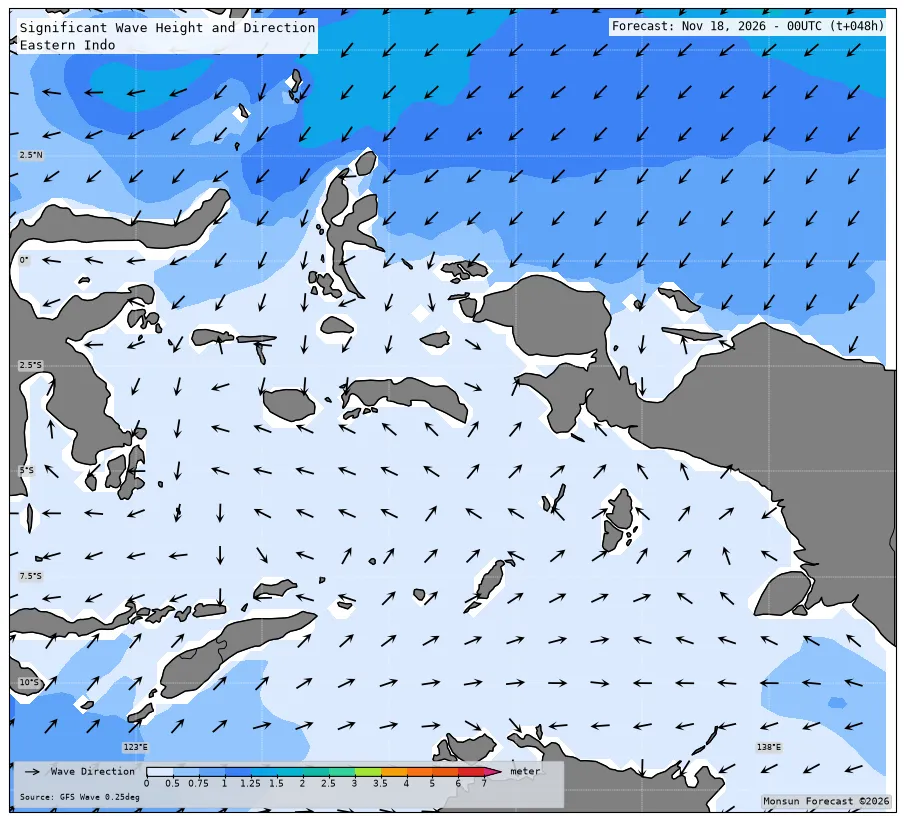 Significant Wave Height and Direction
Eastern Indo
Forecast: Nov 18, 2026 - 00UTC (t+048h)
2.5°N
0°
2.5°S
5°S
7.5°S
10°S
123°E
138°E
Wave Direction
meter
0 0.5 0.75 1 1.25 1.5 2 2.5 3 3.5 4 5 6 7
Source: GFS Wave 0.25deg
Monsun Forecast ©2026